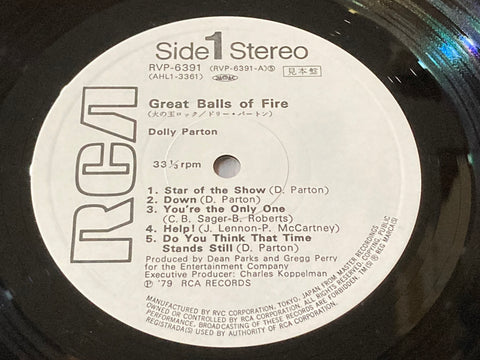 Side 1 Stereo
RVP-6391 (RVP-6391-A)Ⓢ
(AHL1-3361)
見本盤
Great Balls of Fire
(火の玉ロック/ドリー・パートン)
Dolly Parton
33⅓rpm
1. Star of the Show (D. Parton)
2. Down (D. Parton)
3. You're the Only One
(C. B. Sager-B. Roberts)
4. Help! (J. Lennon-P. McCartney)
5. Do You Think That Time
Stands Still (D. Parton)
Produced by Dean Parks and Gregg Perry
for the Entertainment Company
Executive Producer: Charles Koppelman
Ⓟ '79 RCA RECORDS
RCA
MANUFACTURED BY RVC CORPORATION, TOKYO, JAPAN FROM MASTER RECORDINGS
OWNED OR CONTROLLED BY RCA CORPORATION. UNAUTHORIZED COPYING, PUBLIC
PERFORMANCE, BROADCASTING OF THESE RECORDS ARE FORBIDDEN. TM(S) ® REG MARCA(S)
REGISTRADA(S) USED BY AUTHORITY OF RCA CORPORATION.